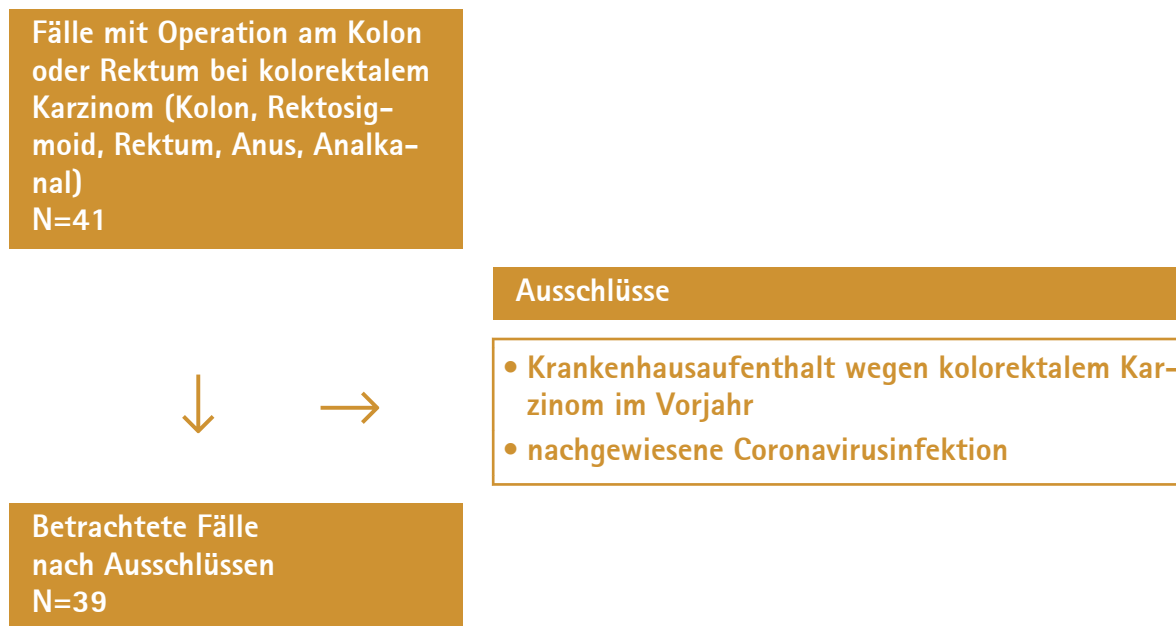 Fälle mit Operation am Kolon
oder Rektum bei kolorektalem
Karzinom (Kolon, Rektosig-
moid, Rektum, Anus, Analka-
nal)
N=41
Ausschlüsse
• Krankenhausaufenthalt wegen kolorektalem Kar-
zinom im Vorjahr
• nachgewiesene Coronavirusinfektion
Betrachtete Fälle
nach Ausschlüssen
N=39